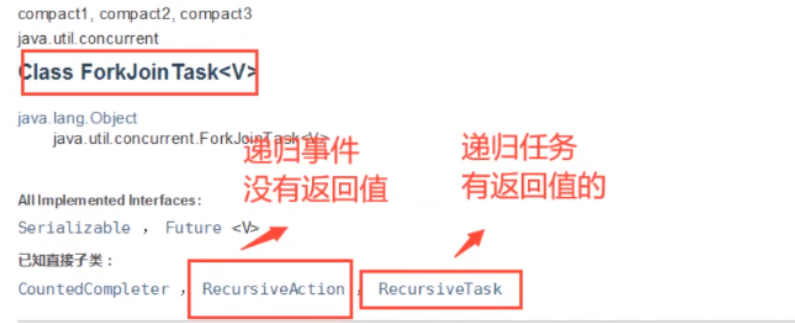 compact1, compact2, compact3
java.util.concurrent
Class ForkJoinTask<V>
java.lang.Object
java.util.concurrent.ForkJoinTask<V>
递归事件
没有返回值
递归任务
有返回值的
All Implemented Interfaces:
Serializable , Future <V>
已知直接子类:
CountedCompleter , RecursiveAction , RecursiveTask